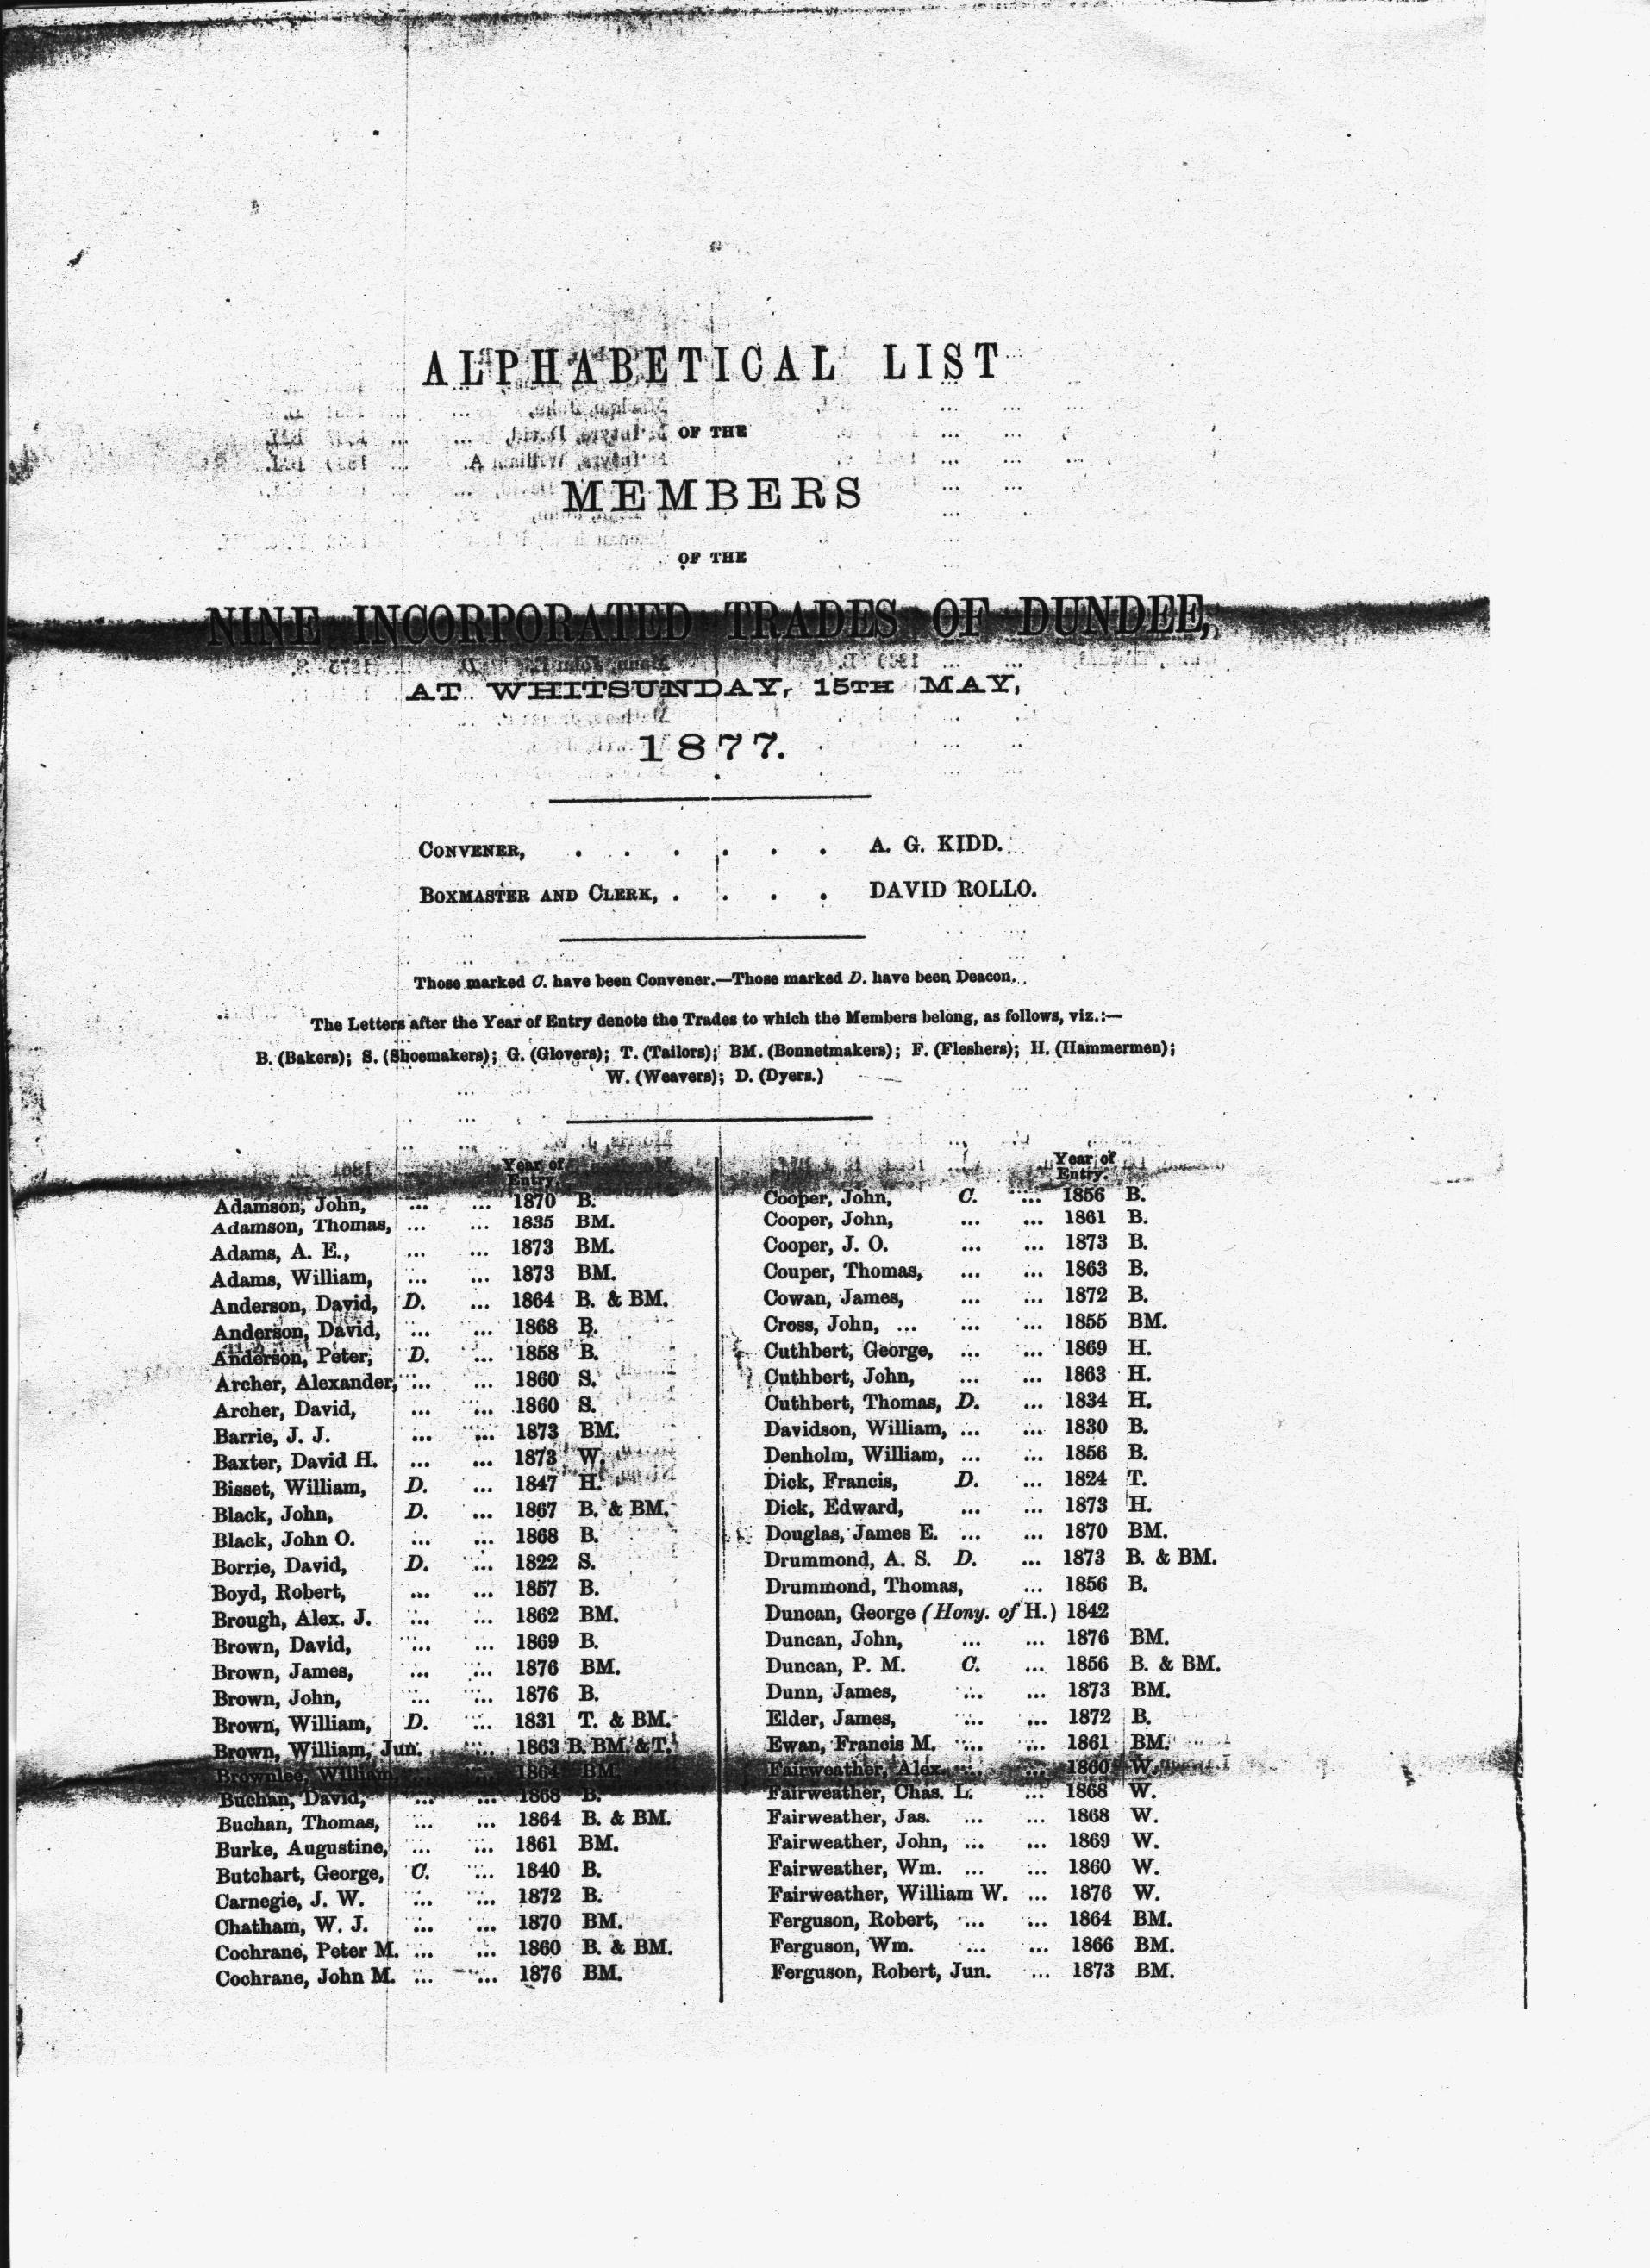 ALPHABETICAL LIST
OF THE
MEMBERS
OF THE
NINE INCORPORATED TRADES OF DUNDEE,
AT WHITSUNDAY, 15TH MAY,
1877.
CONVENER, . . . . . . A. G. KIDD.
BOXMASTER AND CLERK, . . . . DAVID ROLLO.
Those marked C. have been Convener.—Those marked D. have been Deacon.
The Letters after the Year of Entry denote the Trades to which the Members belong, as follows, viz.:—
B. (Bakers); S. (Shoemakers); G. (Glovers); T. (Tailors); BM. (Bonnetmakers); F. (Fleshers); H. (Hammermen);
W. (Weavers); D. (Dyers.)
Year of
Entry.
Adamson, John, ... ... 1870 B.
Adamson, Thomas, ... ... 1835 BM.
Adams, A. E., ... ... 1873 BM.
Adams, William, ... ... 1873 BM.
Anderson, David, D. ... 1864 B. & BM.
Anderson, David, ... ... 1868 B.
Anderson, Peter, D. ... 1858 B.
Archer, Alexander, ... ... 1860 S.
Archer, David, ... ... 1860 S.
Barrie, J. J. ... ... 1873 BM.
Baxter, David H. ... ... 1873 W.
Bisset, William, D. ... 1847 H.
Black, John, D. ... 1867 B. & BM.
Black, John O. ... ... 1868 B.
Borrie, David, D. ... 1822 S.
Boyd, Robert, ... ... 1857 B.
Brough, Alex. J. ... ... 1862 BM.
Brown, David, ... ... 1869 B.
Brown, James, ... ... 1876 BM.
Brown, John, ... ... 1876 B.
Brown, William, D. ... 1831 T. & BM.
Brown, William, Jun. ... 1863 B. BM. & T.
Brownlee, William, ... ... 1864 BM.
Buchan, David, ... ... 1868 B.
Buchan, Thomas, ... ... 1864 B. & BM.
Burke, Augustine, ... ... 1861 BM.
Butchart, George, C. ... 1840 B.
Carnegie, J. W. ... ... 1872 B.
Chatham, W. J. ... ... 1870 BM.
Cochrane, Peter M. ... ... 1860 B. & BM.
Cochrane, John M. ... ... 1876 BM.
Year of
Entry.
Cooper, John, C. ... 1856 B.
Cooper, John, ... ... 1861 B.
Cooper, J. O. ... ... 1873 B.
Couper, Thomas, ... ... 1863 B.
Cowan, James, ... ... 1872 B.
Cross, John, ... ... ... 1855 BM.
Cuthbert, George, ... ... 1869 H.
Cuthbert, John, ... ... 1863 H.
Cuthbert, Thomas, D. ... 1834 H.
Davidson, William, ... ... 1830 B.
Denholm, William, ... ... 1856 B.
Dick, Francis, D. ... 1824 T.
Dick, Edward, ... ... 1873 H.
Douglas, James E. ... ... 1870 BM.
Drummond, A. S. D. ... 1873 B. & BM.
Drummond, Thomas, ... 1856 B.
Duncan, George (Hony. of H.) 1842
Duncan, John, ... ... 1876 BM.
Duncan, P. M. C. ... 1856 B. & BM.
Dunn, James, ... ... 1873 BM.
Elder, James, ... ... 1872 B.
Ewan, Francis M. ... ... 1861 BM.
Fairweather, Alex. ... ... 1860 W.
Fairweather, Chas. L. ... 1868 W.
Fairweather, Jas. ... ... 1868 W.
Fairweather, John, ... ... 1869 W.
Fairweather, Wm. ... ... 1860 W.
Fairweather, William W. ... 1876 W.
Ferguson, Robert, ... ... 1864 BM.
Ferguson, Wm. ... ... 1866 BM.
Ferguson, Robert, Jun. ... 1873 BM.